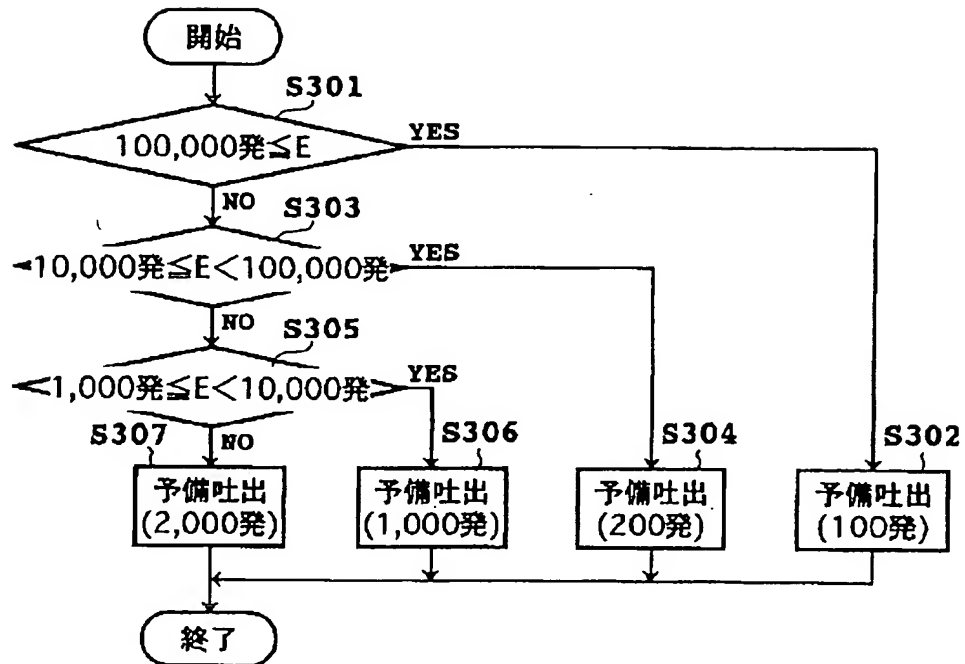 開始
S301
100,000発≦E
YES
NO
S303
10,000発≦E<100,000発
YES
NO
S305
1,000発≦E<10,000発
YES
NO
S307
S306
S304
S302
予備吐出
(2,000発)
予備吐出
(1,000発)
予備吐出
(200発)
予備吐出
(100発)
終了